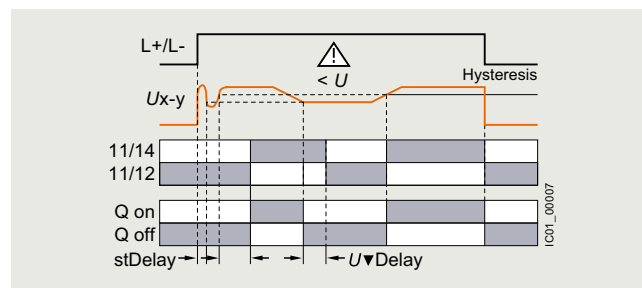 L+/L-
< U
Hysteresis
Ux-y
11/14
11/12
Q on
Q off
stDelay
U▼Delay
IC01_00007